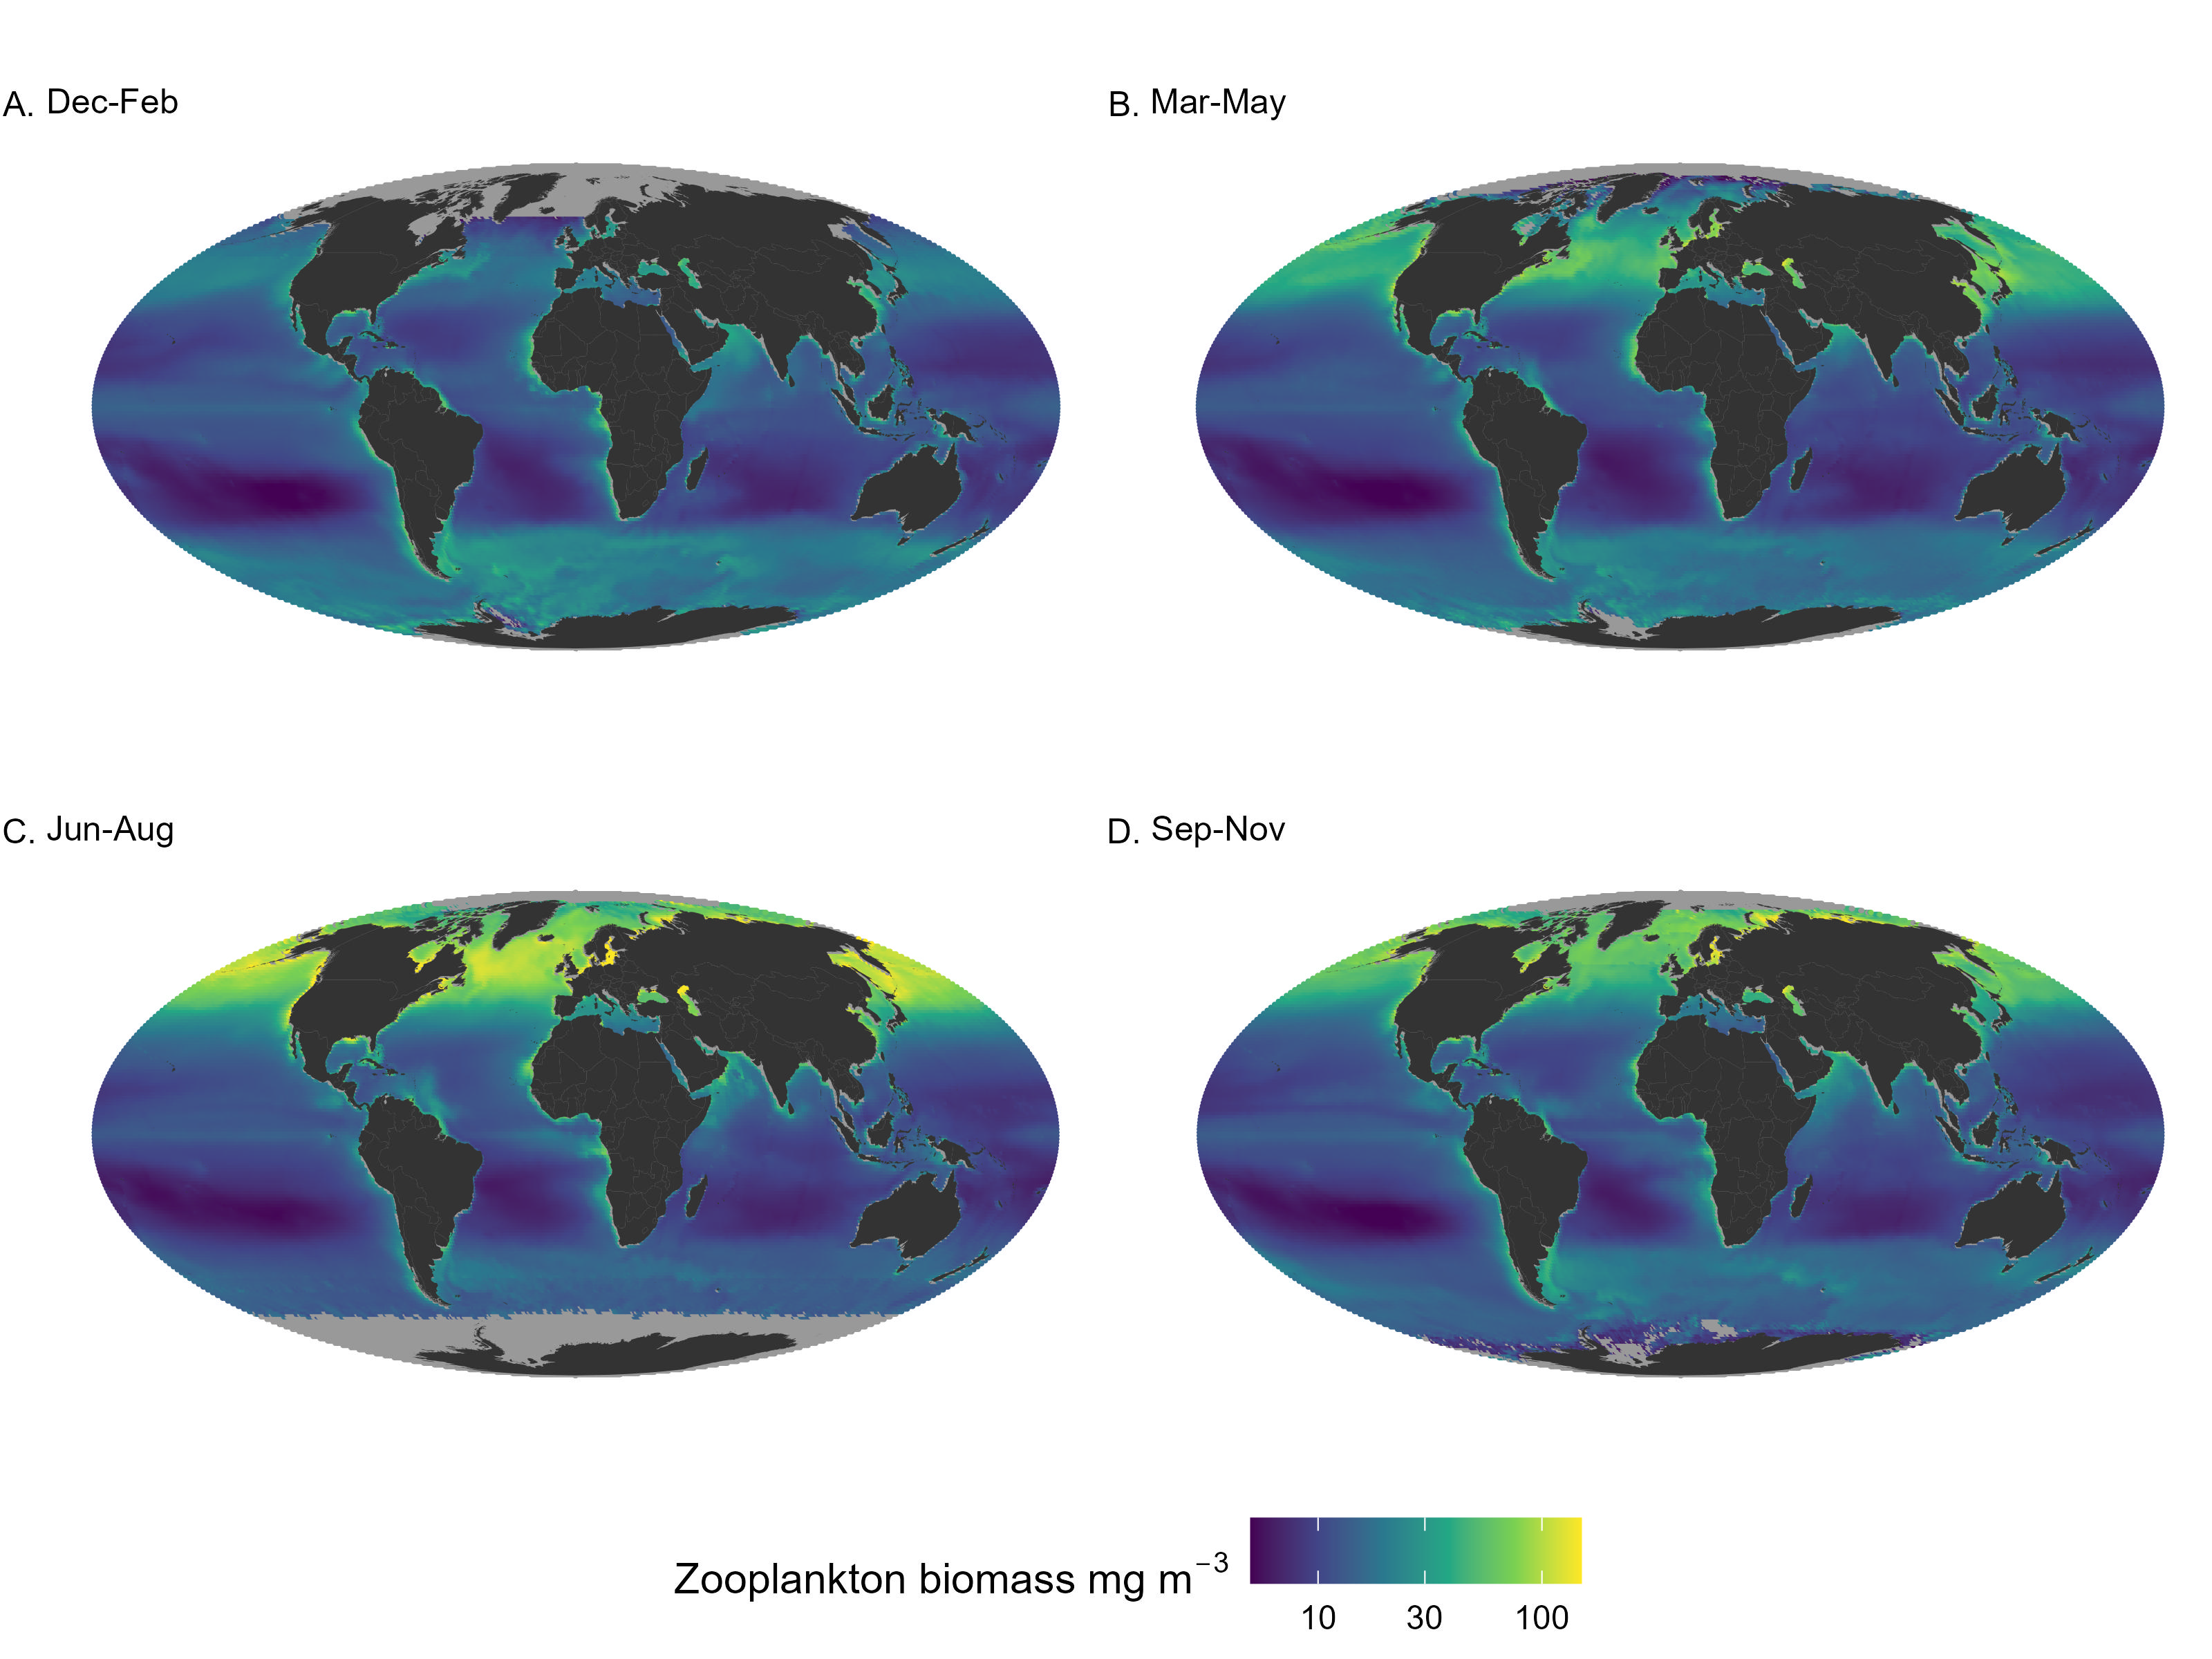 A. Dec-Feb
B. Mar-May
C. Jun-Aug
D. Sep-Nov
Zooplankton biomass mg m⁻³
10 30 100